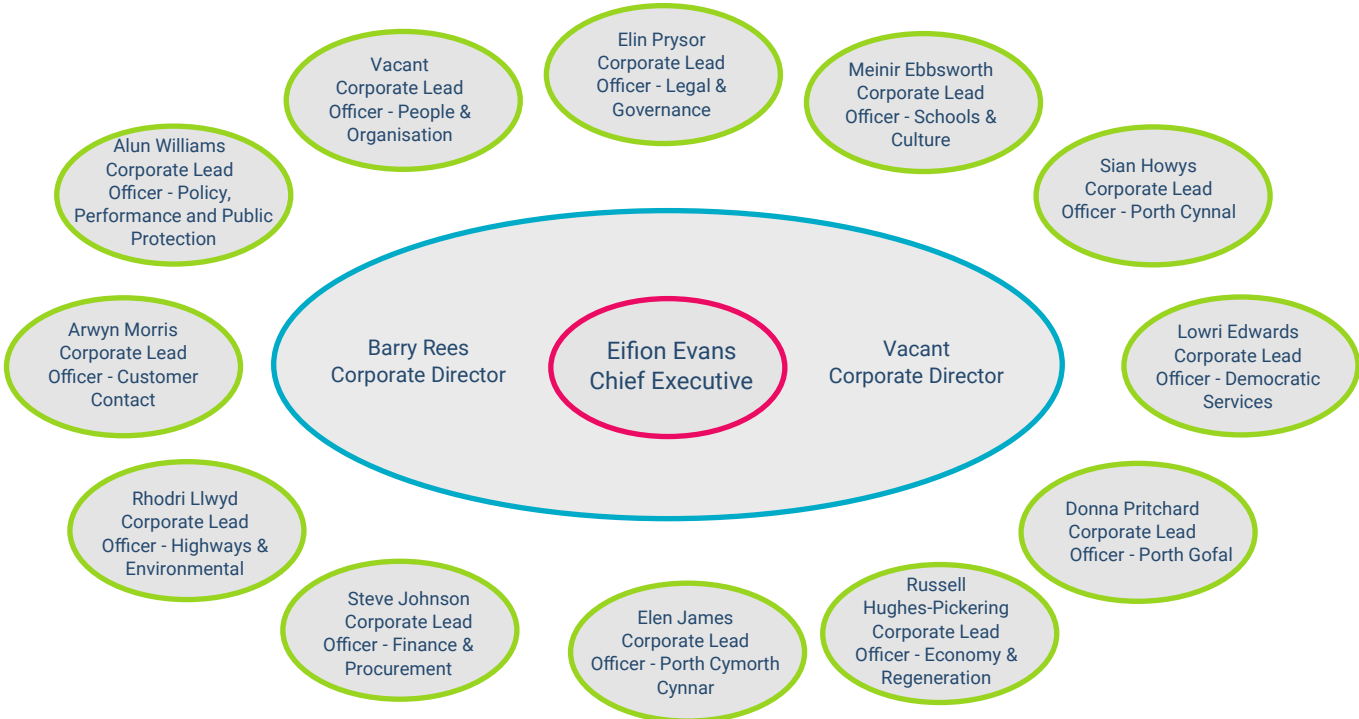 Elin Prysor
Corporate Lead
Officer - Legal &
Governance
Vacant
Corporate Lead
Officer - People &
Organisation
Meinir Ebbsworth
Corporate Lead
Officer - Schools &
Culture
Alun Williams
Corporate Lead
Officer - Policy,
Performance and Public
Protection
Sian Howys
Corporate Lead
Officer - Porth Cynnal
Arwyn Morris
Corporate Lead
Officer - Customer
Contact
Barry Rees
Corporate Director
Eifion Evans
Chief Executive
Vacant
Corporate Director
Lowri Edwards
Corporate Lead
Officer - Democratic
Services
Rhodri Llwyd
Corporate Lead
Officer - Highways &
Environmental
Donna Pritchard
Corporate Lead
Officer - Porth Gofal
Steve Johnson
Corporate Lead
Officer - Finance &
Procurement
Elen James
Corporate Lead
Officer - Porth Cymorth
Cynnar
Russell
Hughes-Pickering
Corporate Lead
Officer - Economy &
Regeneration